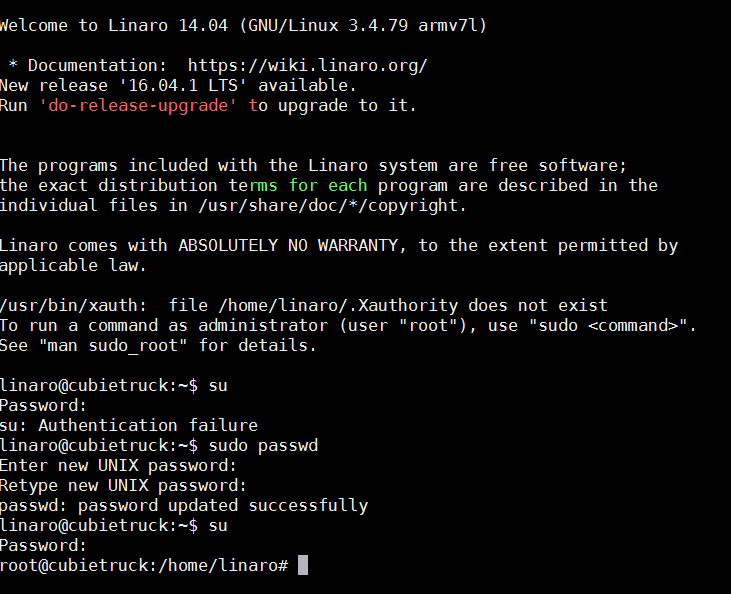 Welcome to Linaro 14.04 (GNU/Linux 3.4.79 armv7l)
* Documentation:  https://wiki.linaro.org/
New release '16.04.1 LTS' available.
Run 'do-release-upgrade' to upgrade to it.
The programs included with the Linaro system are free software;
the exact distribution terms for each program are described in the
individual files in /usr/share/doc/*/copyright.
Linaro comes with ABSOLUTELY NO WARRANTY, to the extent permitted by
applicable law.
/usr/bin/xauth:  file /home/linaro/.Xauthority does not exist
To run a command as administrator (user "root"), use "sudo <command>".
See "man sudo_root" for details.
linaro@cubietruck:~$ su
Password:
su: Authentication failure
linaro@cubietruck:~$ sudo passwd
Enter new UNIX password:
Retype new UNIX password:
passwd: password updated successfully
linaro@cubietruck:~$ su
Password:
root@cubietruck:/home/linaro#